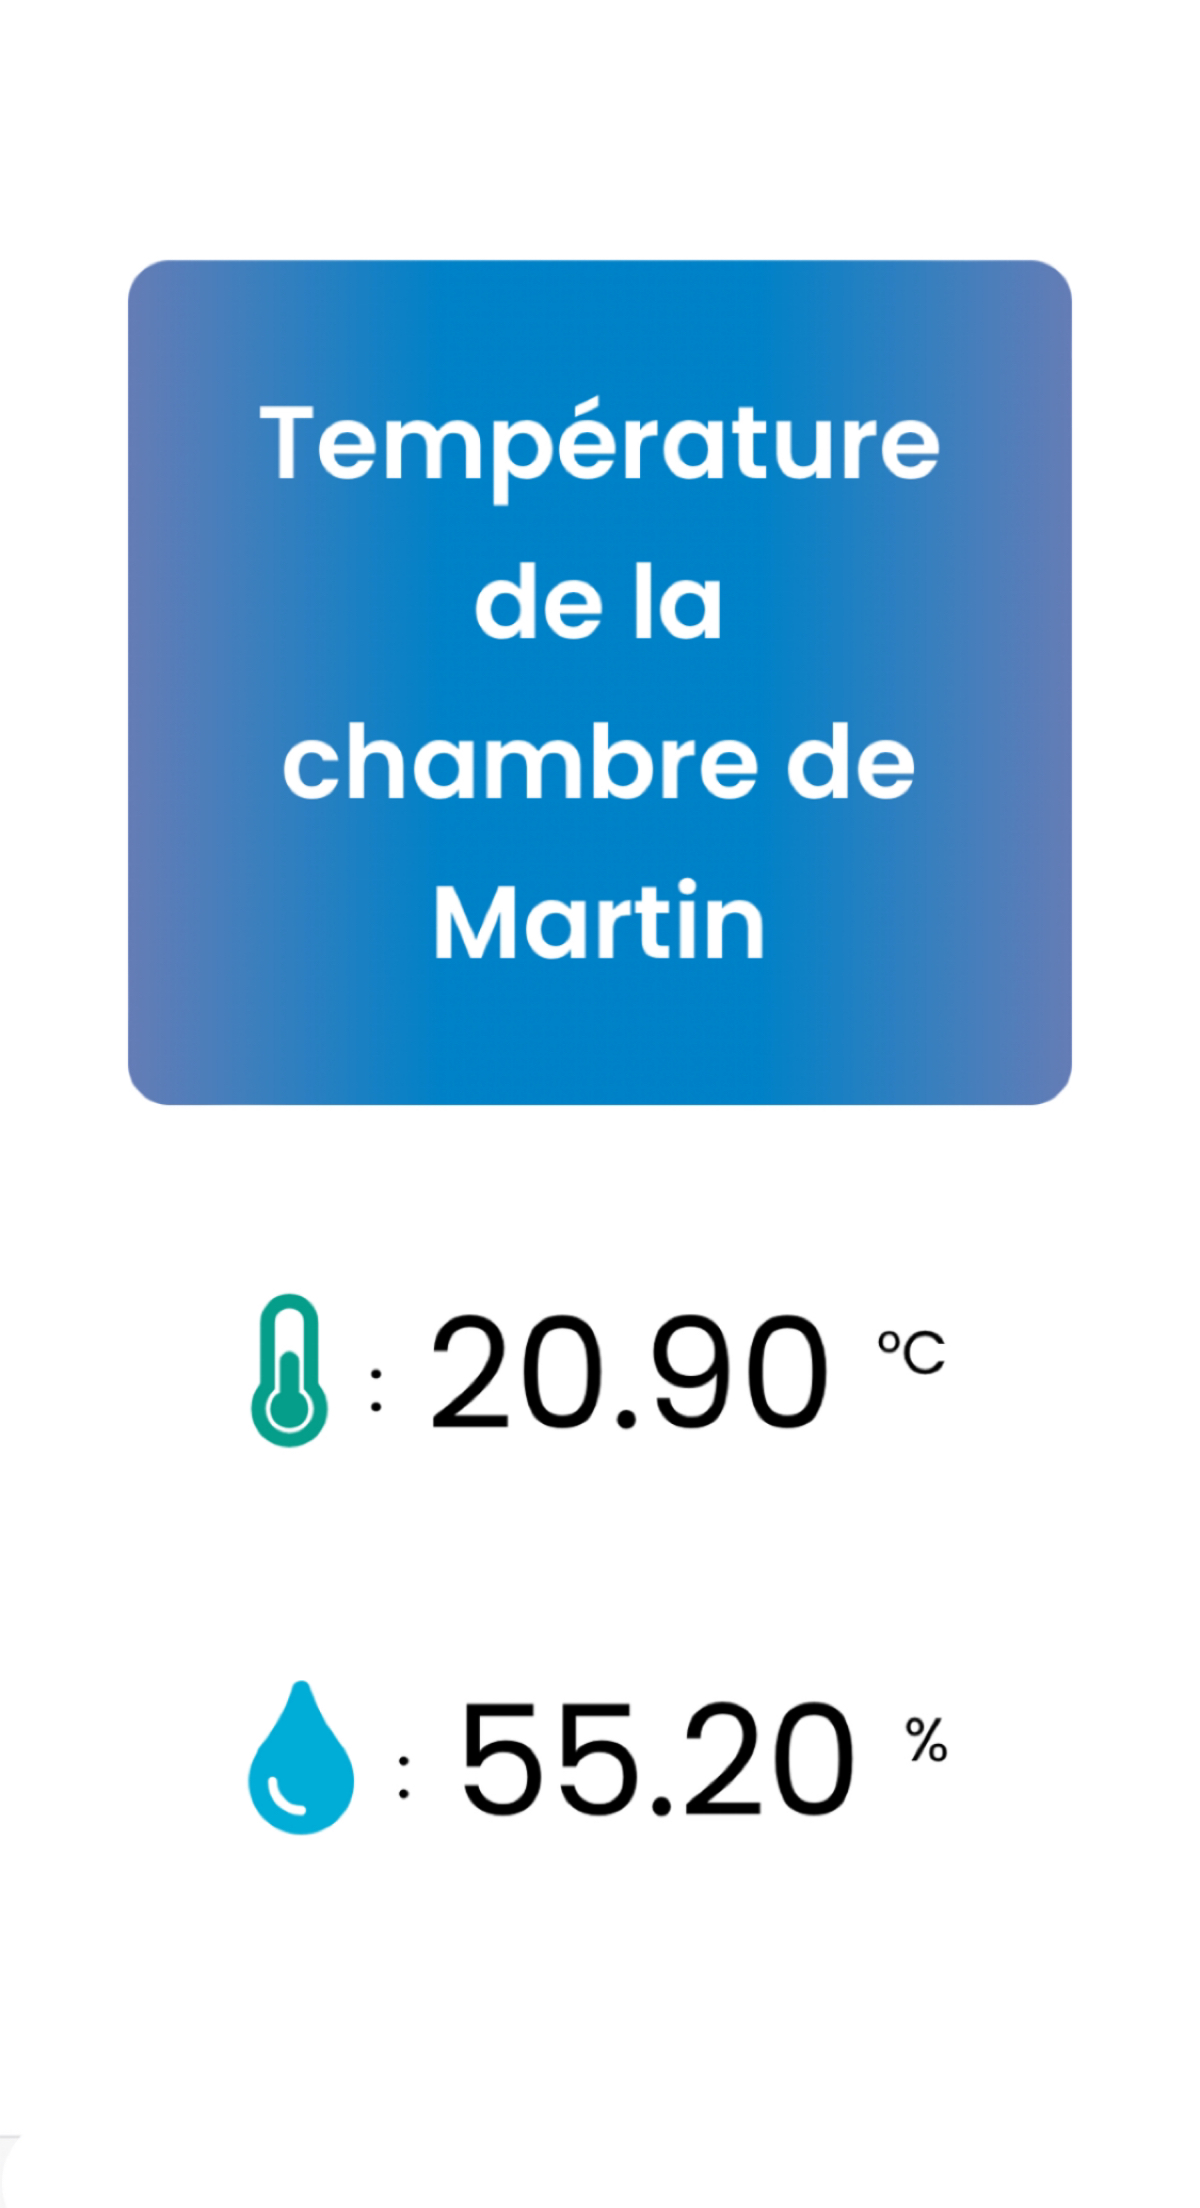 Température
de la
chambre de
Martin
: 20.90 °C
: 55.20 %